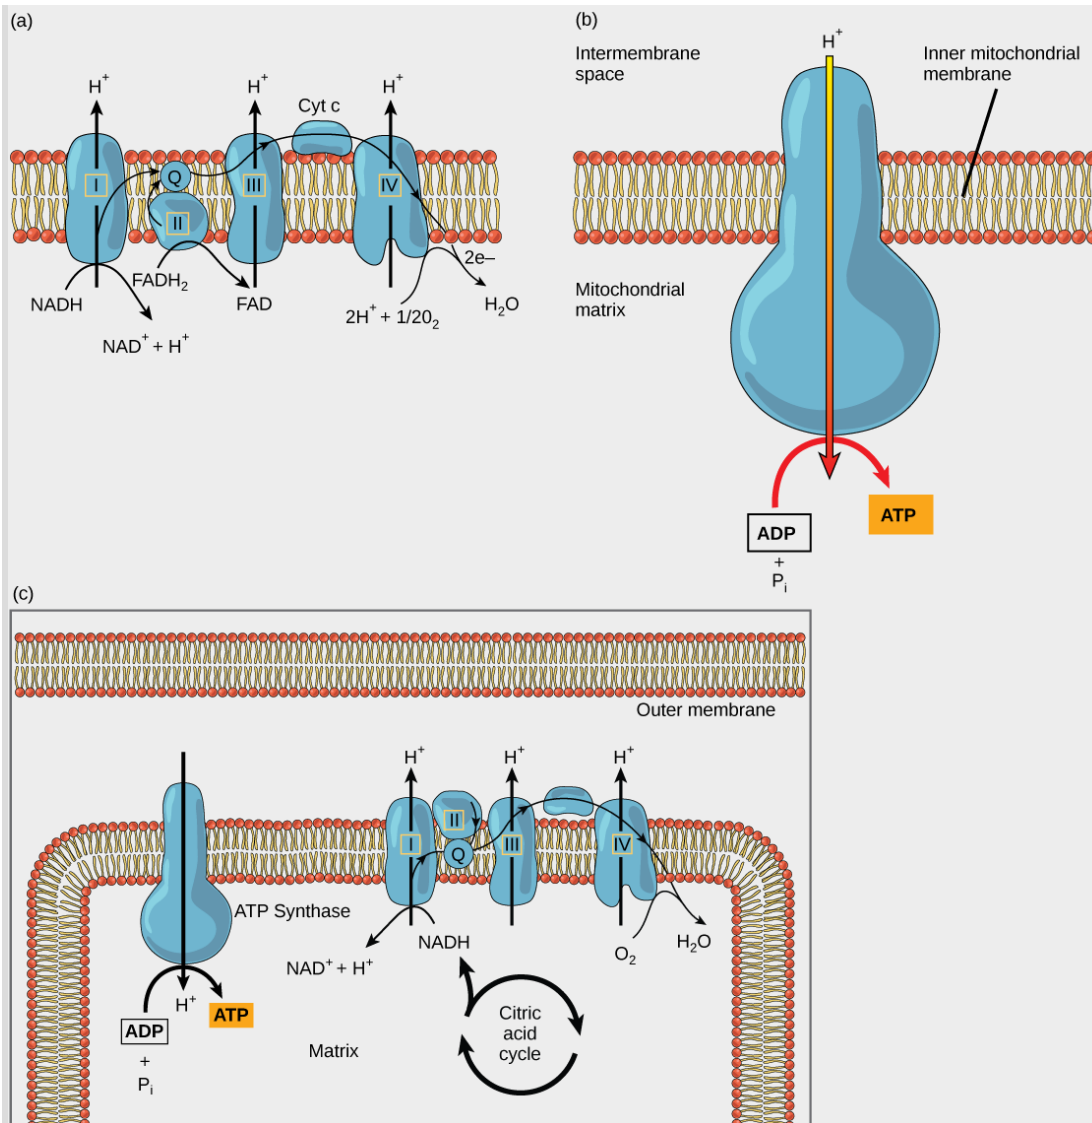 (a)
H⁺
H⁺
Cyt c
H⁺
I
Q
III
IV
II
NADH
FADH₂
FAD
2e–
2H⁺ + 1/20₂
H₂O
NAD⁺ + H⁺
(b)
H⁺
Intermembrane
space
Inner mitochondrial
membrane
Mitochondrial
matrix
ADP
+
Pᵢ
ATP
(c)
Outer membrane
H⁺
H⁺
H⁺
II
I
Q
III
IV
ATP Synthase
NADH
NAD⁺ + H⁺
O₂
H₂O
H⁺
ADP
+
Pᵢ
ATP
Citric
acid
cycle
Matrix